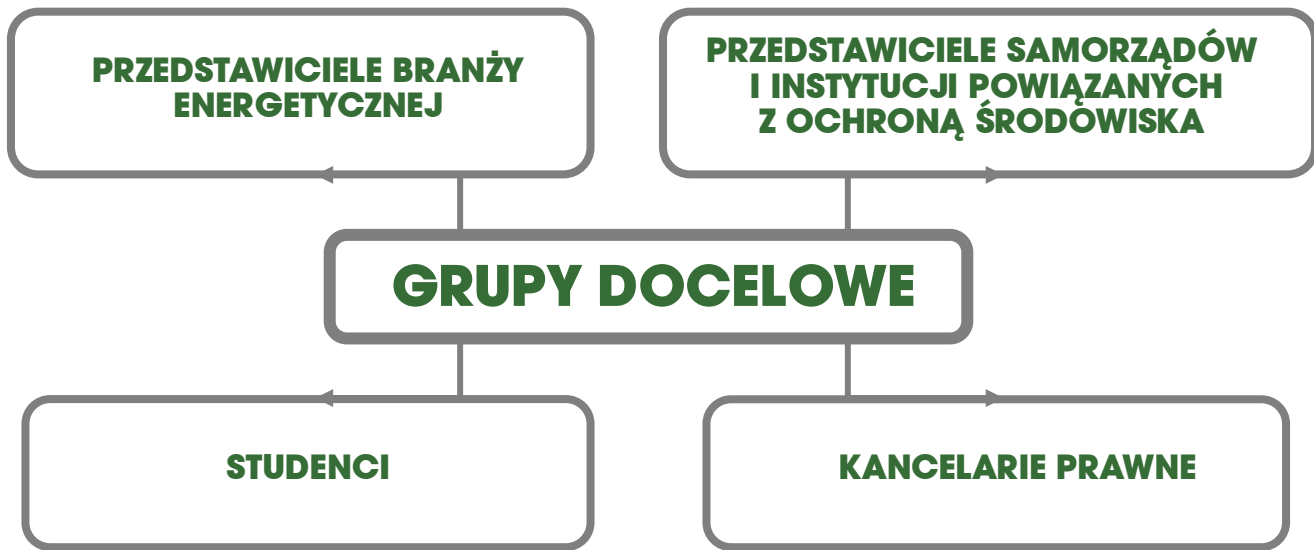 PRZEDSTAWICIELE BRANŻY
ENERGETYCZNEJ
PRZEDSTAWICIELE SAMORZĄDÓW
I INSTYTUCJI POWIĄZANYCH
Z OCHRONĄ ŚRODOWISKA
GRUPY DOCELOWE
STUDENCI
KANCELARIE PRAWNE